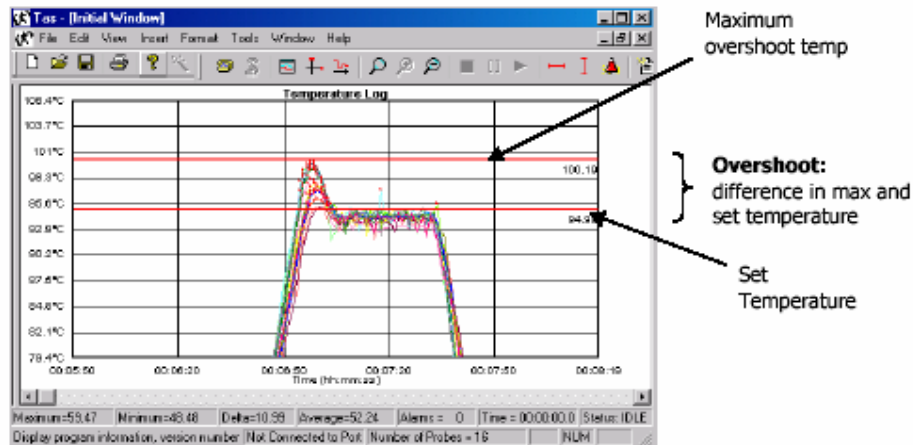 Tas - [Initial Window]
File Edit View Insert Format Tools Window Help
Temperature Log
106.4°C
103.7°C
101°C
98.3°C
95.6°C
92.9°C
90.2°C
87.5°C
84.8°C
82.1°C
79.4°C
100.19
94.9
00:05:50 00:06:20 00:06:50 00:07:20 00:07:50 00:08:19
Time (hh:mm:ss)
Maximum=59.47 Minimum=48.48 Delta=10.99 Average=52.24 Alarms = 0 Time = 00:00:00.0 Status: IDLE
Display program information, version number Not Connected to Port Number of Probes = 16 NUM
Maximum
overshoot temp
Overshoot:
difference in max and
set temperature
Set
Temperature